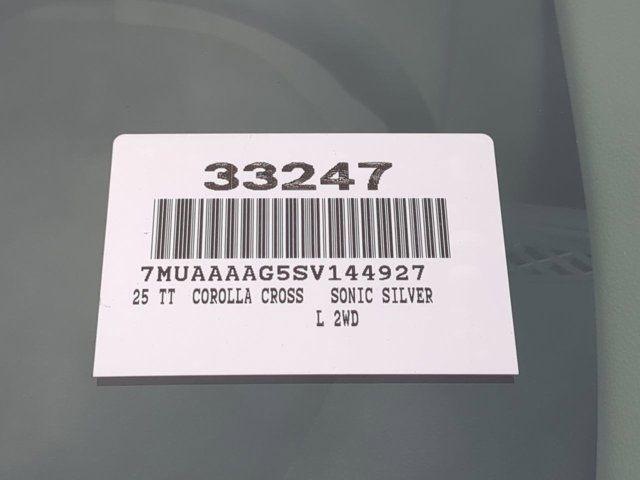 33247
7MUAAAAG5SV144927
25 TT COROLLA CROSS SONIC SILVER
L 2WD